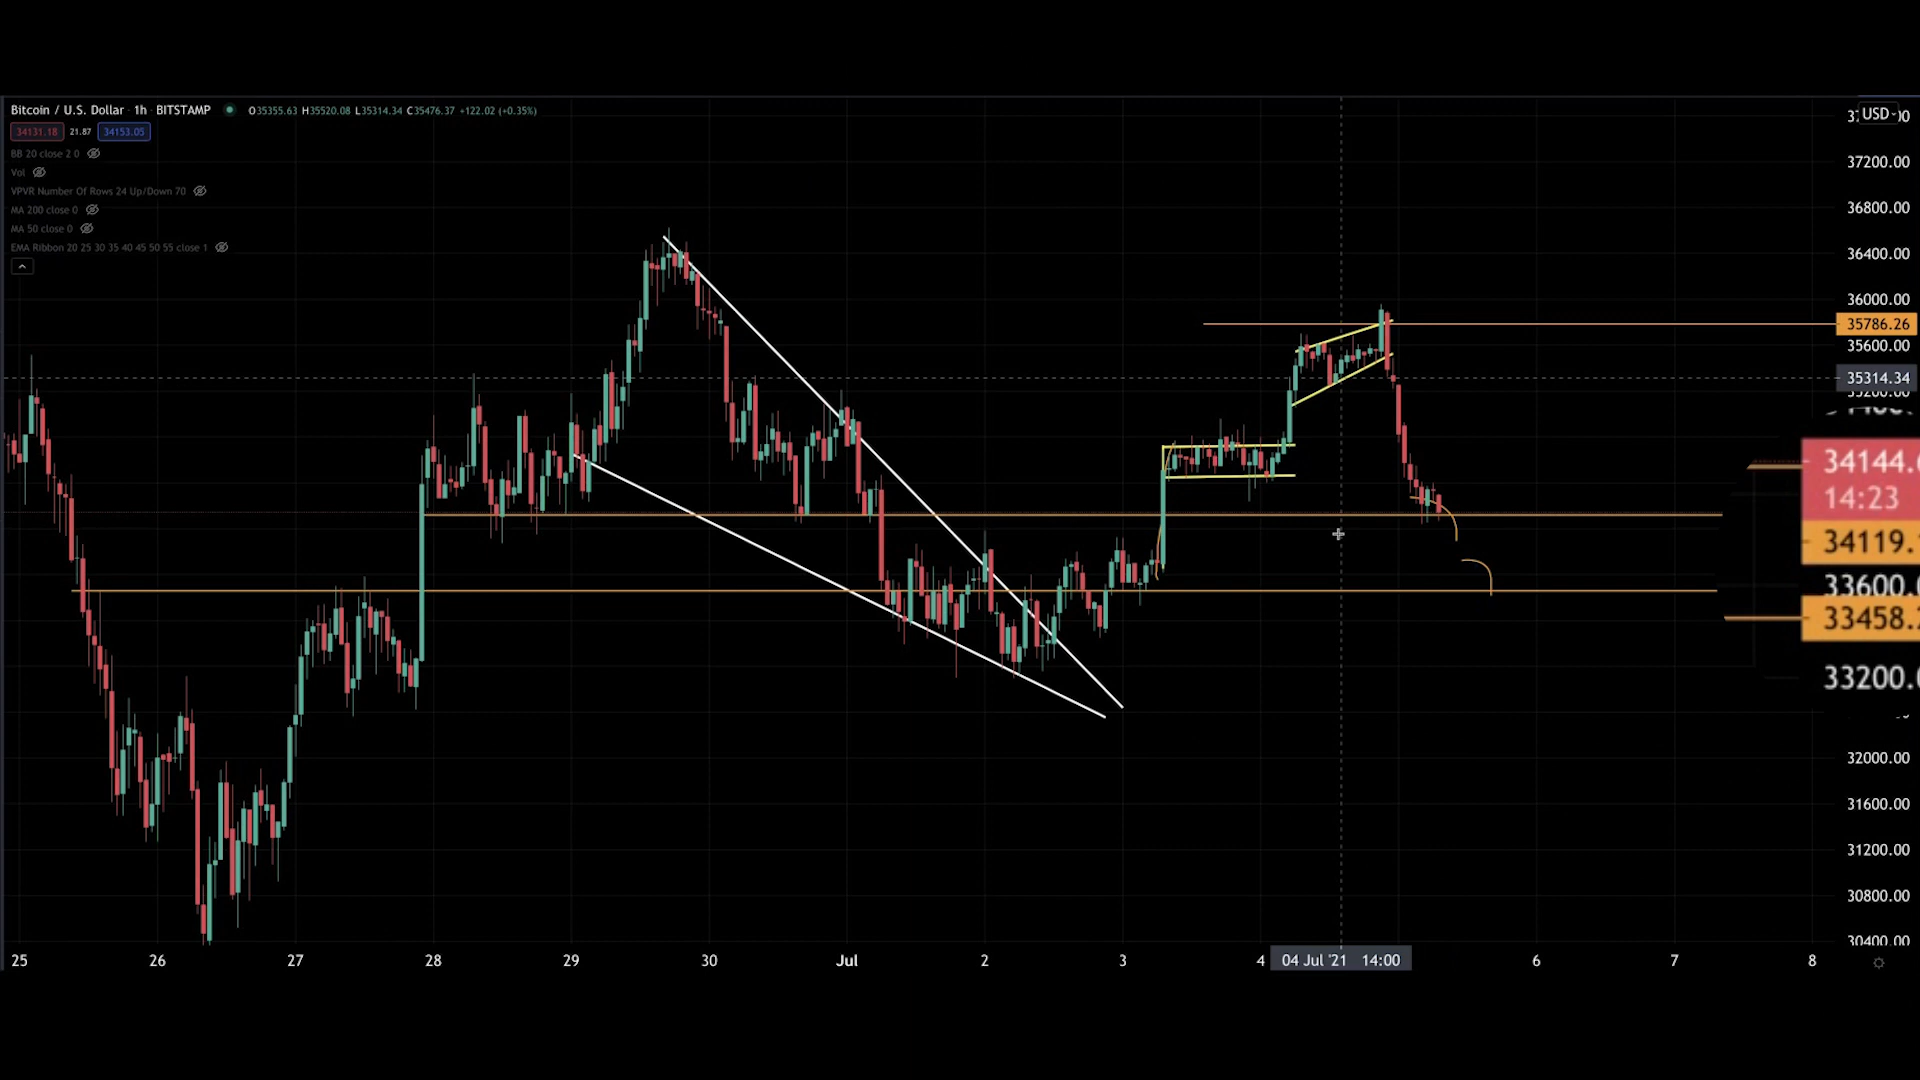 Bitcoin / U.S. Dollar · 1h · BITSTAMP O35355.63 H35520.08 L35314.34 C35476.37 +122.02 (+0.35%)
34131.18 21.87 34153.05
BB 20 close 2 0
Vol
VPVR Number Of Rows 24 Up/Down 70
MA 200 close 0
MA 50 close 0
EMA Ribbon 20 25 30 35 40 45 50 55 close 1
USD
37200.00
36800.00
36400.00
36000.00
35786.26
35600.00
35314.34
35200.00
34144.
14:23
34119.
33600.
33458.
33200.
32000.00
31600.00
31200.00
30800.00
30400.00
25 26 27 28 29 30 Jul 2 3 4 04 Jul '21 14:00 6 7 8